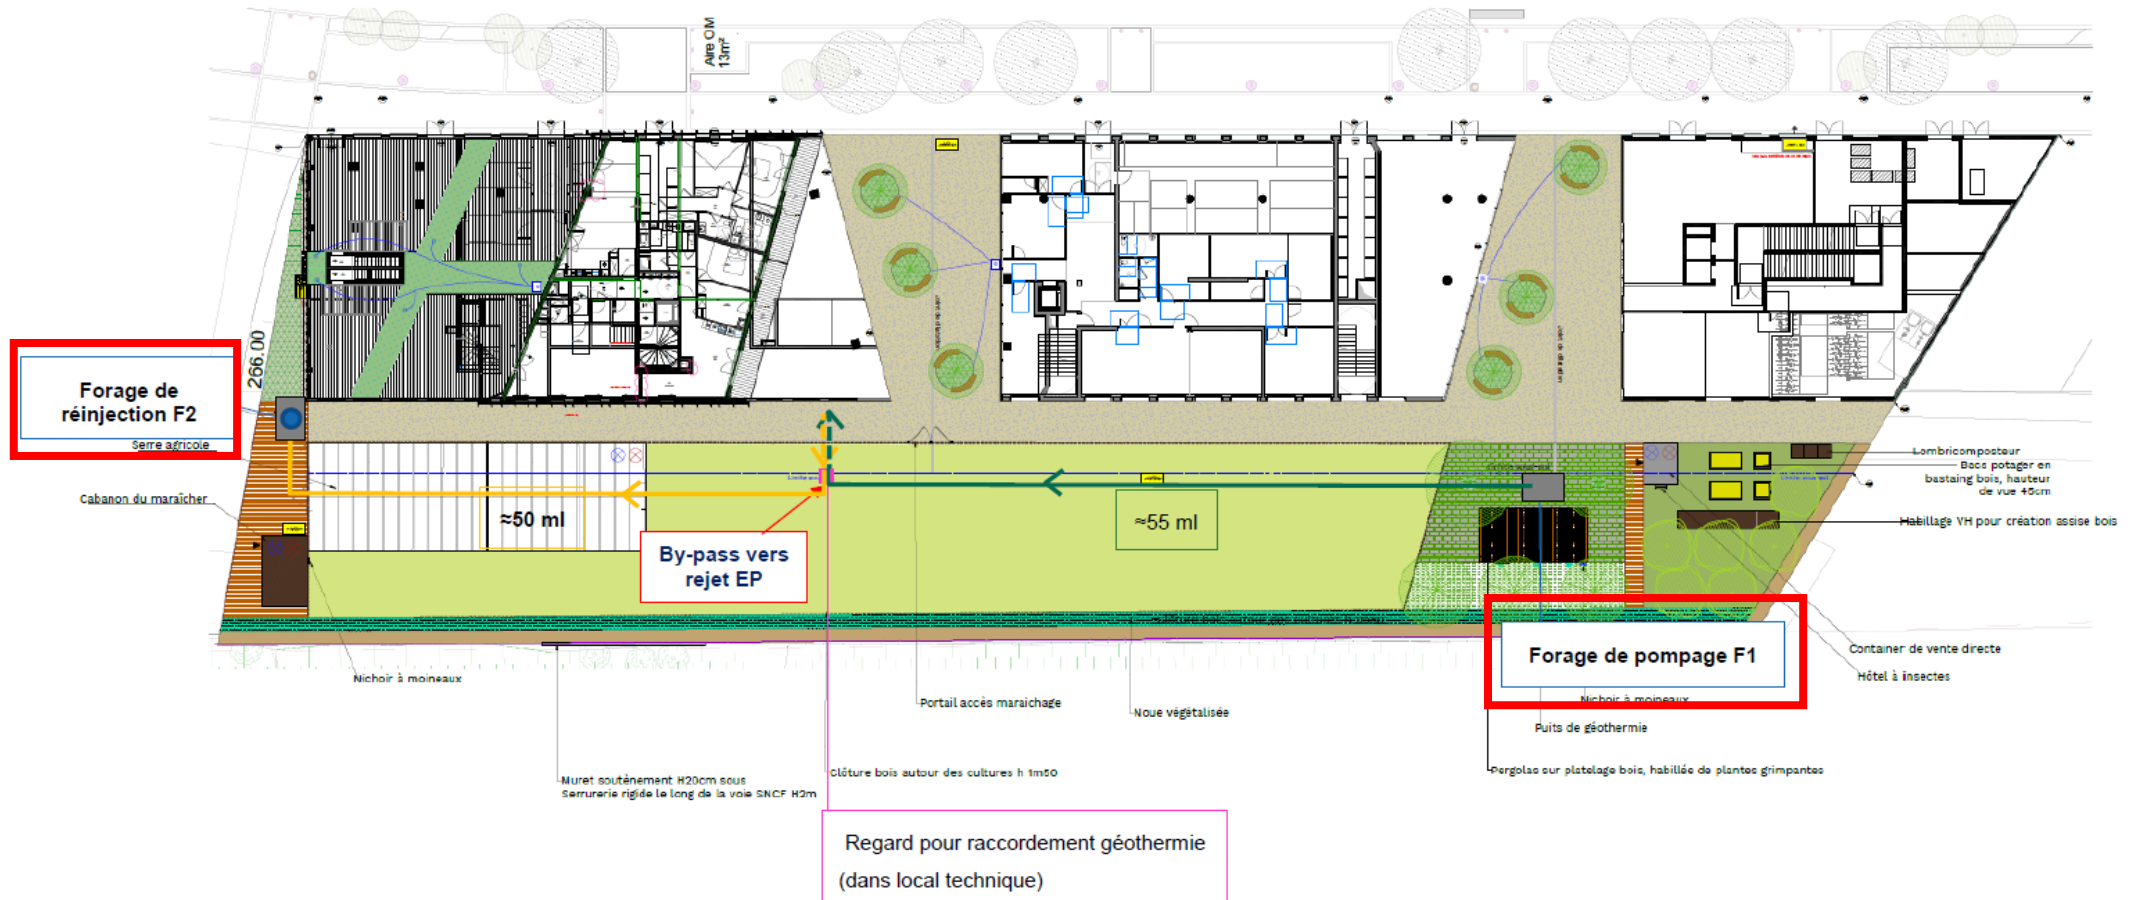 Aire OM
13m²
266.00
Forage de
réinjection F2
Serre agricole
Cabanon du maraîcher
≈50 ml
By-pass vers
rejet EP
≈55 ml
Lombricomposteur
Bacs potager en
bastaing bois, hauteur
de vue 45cm
Habillage VH pour création assise bois
Forage de pompage F1
Container de vente directe
Hôtel à insectes
Nichoir à moineaux
Nichoir à moineaux
Portail accès maraichage
Noue végétalisée
Puits de géothermie
Pergolas sur platelage bois, habillée de plantes grimpantes
Clôture bois autour des cultures h 1m50
Muret soutènement H20cm sous
Serrurerie rigide le long de la voie SNCF H2m
Regard pour raccordement géothermie
(dans local technique)